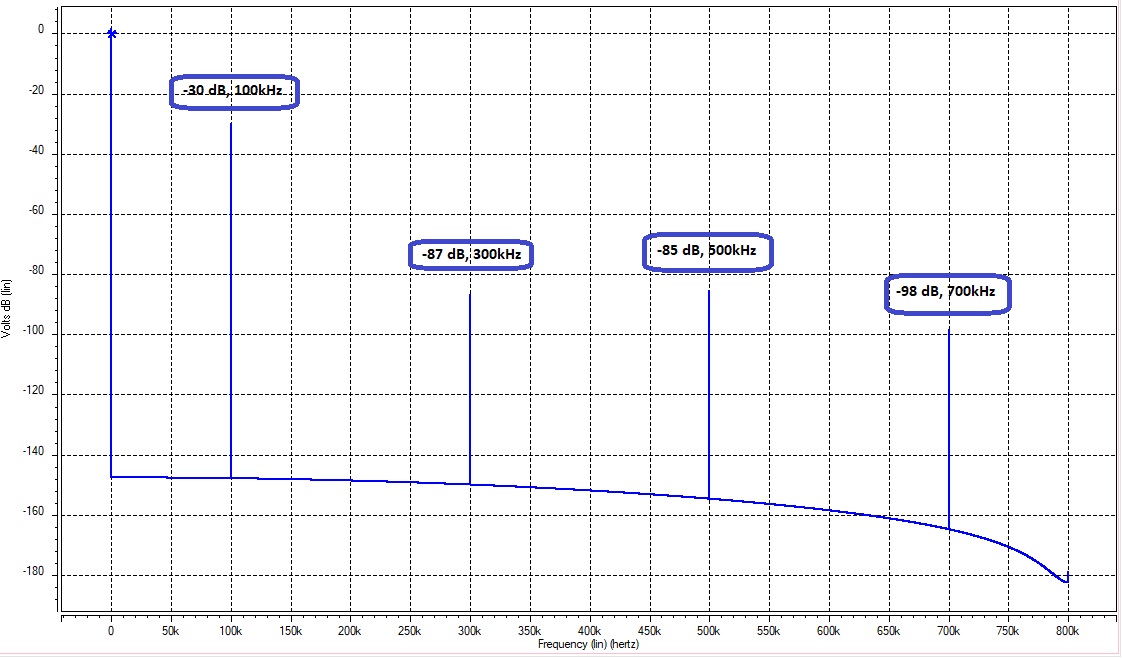 0
-30 dB, 100kHz
-20
-40
-60
-87 dB, 300kHz
-85 dB, 500kHz
-80
-98 dB, 700kHz
-100
-120
-140
-160
-180
Volts dB (lin)
0 50k 100k 150k 200k 250k 300k 350k 400k 450k 500k 550k 600k 650k 700k 750k 800k
Frequency (lin) (hertz)